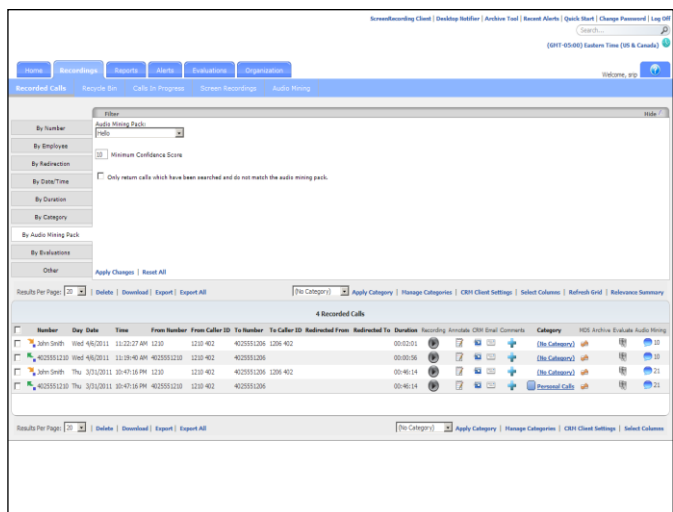 ScreenRecording Client | Desktop Notifier | Archive Tool | Recent Alerts | Quick Start | Change Password | Log Off
Search...
(GMT-05:00) Eastern Time (US & Canada)
Home Recordings Reports Alerts Evaluations Organization
Welcome, srp
Recorded Calls Recycle Bin Calls In Progress Screen Recordings Audio Mining
Filter Hide
By Number
By Employee
By Redirection
By Date/Time
By Duration
By Category
By Audio Mining Pack
By Evaluations
Other
Audio Mining Pack:
Hello
10 Minimum Confidence Score
Only return calls which have been searched and do not match the audio mining pack.
Apply Changes | Reset All
Results Per Page: 20 | Delete | Download | Export | Export All (No Category) Apply Category | Manage Categories | CRM Client Settings | Select Columns | Refresh Grid | Relevance Summary
4 Recorded Calls
Number Day Date Time From Number From Caller ID To Number To Caller ID Redirected From Redirected To Duration Recording Annotate CRM Email Comments Category MDS Archive Evaluate Audio Mining
John Smith Wed 4/6/2011 11:22:27 AM 1210 1210 402 4025551206 1206 402 00:02:01 (No Category) 10
4025551210 Wed 4/6/2011 11:19:40 AM 4025551210 1210 402 4025551206 00:00:56 (No Category) 10
John Smith Thu 3/31/2011 10:47:16 PM 1210 1210 402 4025551206 1206 402 00:46:14 (No Category) 21
4025551210 Thu 3/31/2011 10:47:16 PM 4025551210 1210 402 4025551206 00:46:14 Personal Calls 21
Results Per Page: 20 | Delete | Download | Export | Export All (No Category) Apply Category | Manage Categories | CRM Client Settings | Select Columns